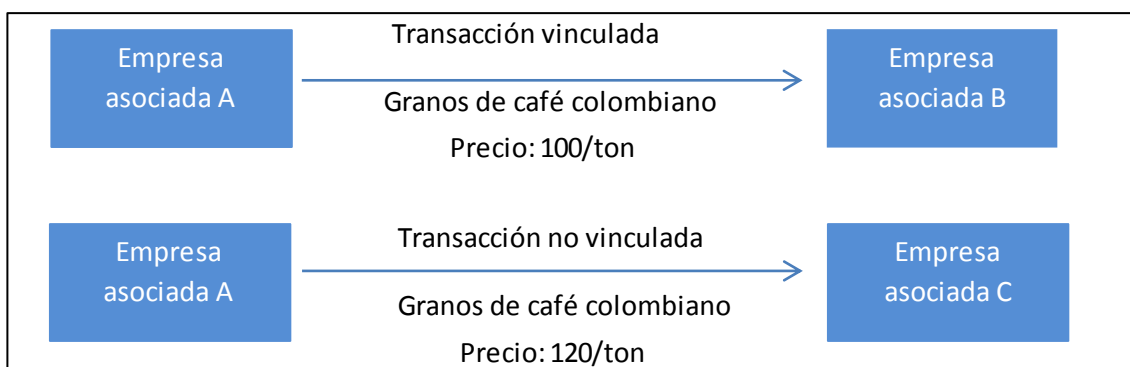 Empresa
asociada A
Transacción vinculada
Granos de café colombiano
Precio: 100/ton
Empresa
asociada B
Empresa
asociada A
Transacción no vinculada
Granos de café colombiano
Precio: 120/ton
Empresa
asociada C